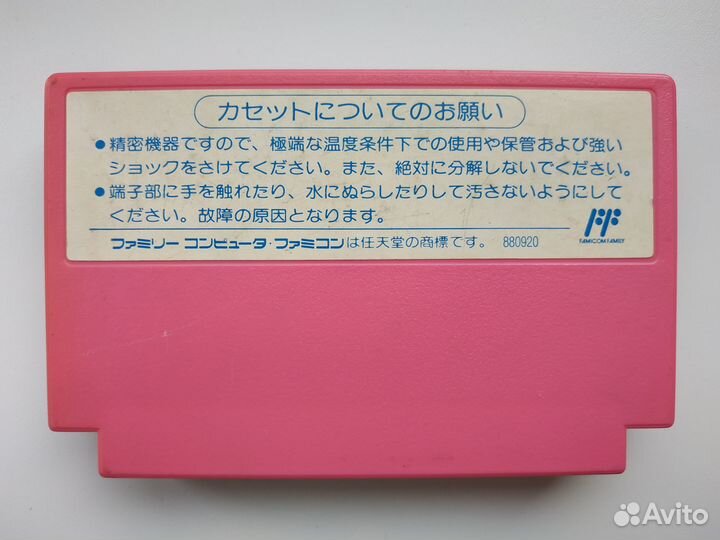 カセットについてのお願い
●精密機器ですので、極端な温度条件下での使用や保管および強い
ショックをさけてください。また、絶対に分解しないでください。
●端子部に手を触れたり、水にぬらしたりして汚さないようにして
ください。故障の原因となります。
ファミリーコンピュータ・ファミコンは任天堂の商標です。 880920
FF
FAMICOM FAMILY
Avito